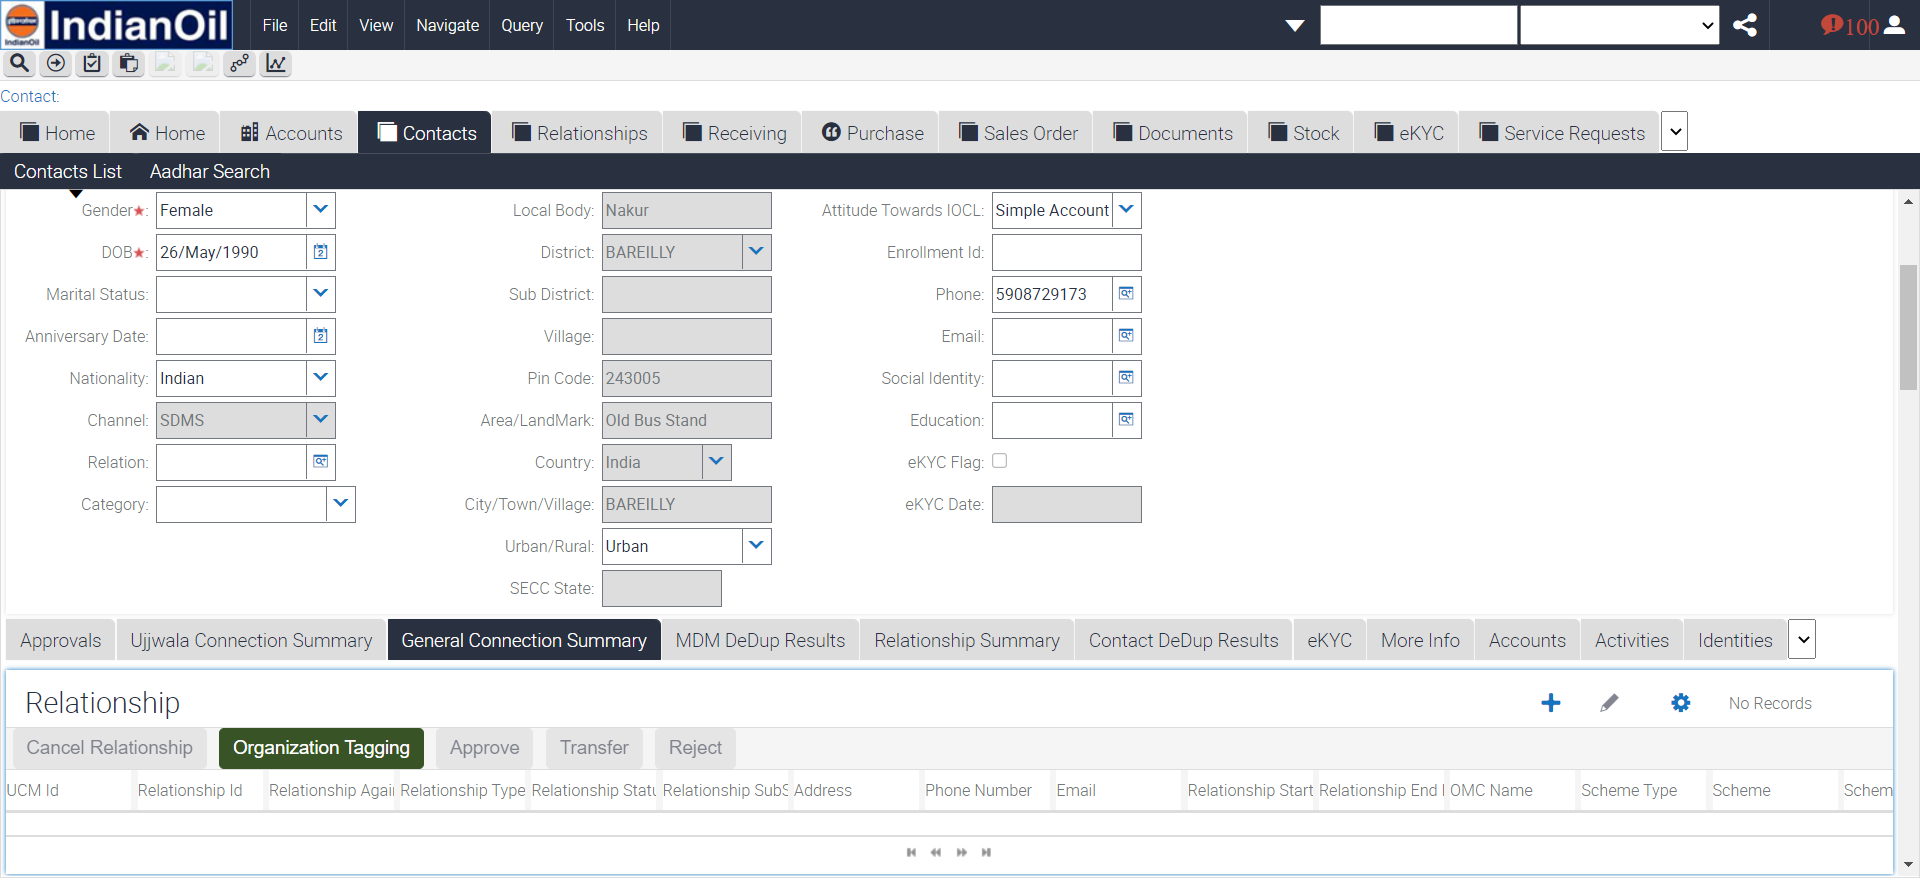 IndianOil IndianOil File Edit View Navigate Query Tools Help 100
Contact:
Home Home Accounts Contacts Relationships Receiving Purchase Sales Order Documents Stock eKYC Service Requests
Contacts List Aadhar Search
Gender★: Female Local Body: Nakur Attitude Towards IOCL: Simple Account
DOB★: 26/May/1990 District: BAREILLY Enrollment Id:
Marital Status: Sub District: Phone: 5908729173
Anniversary Date: Village: Email:
Nationality: Indian Pin Code: 243005 Social Identity:
Channel: SDMS Area/LandMark: Old Bus Stand Education:
Relation: Country: India eKYC Flag:
Category: City/Town/Village: BAREILLY eKYC Date:
Urban/Rural: Urban
SECC State:
Approvals Ujjwala Connection Summary General Connection Summary MDM DeDup Results Relationship Summary Contact DeDup Results eKYC More Info Accounts Activities Identities
Relationship No Records
Cancel Relationship Organization Tagging Approve Transfer Reject
UCM Id Relationship Id Relationship Agai Relationship Type Relationship Statu Relationship SubS Address Phone Number Email Relationship Start Relationship End OMC Name Scheme Type Scheme Schem